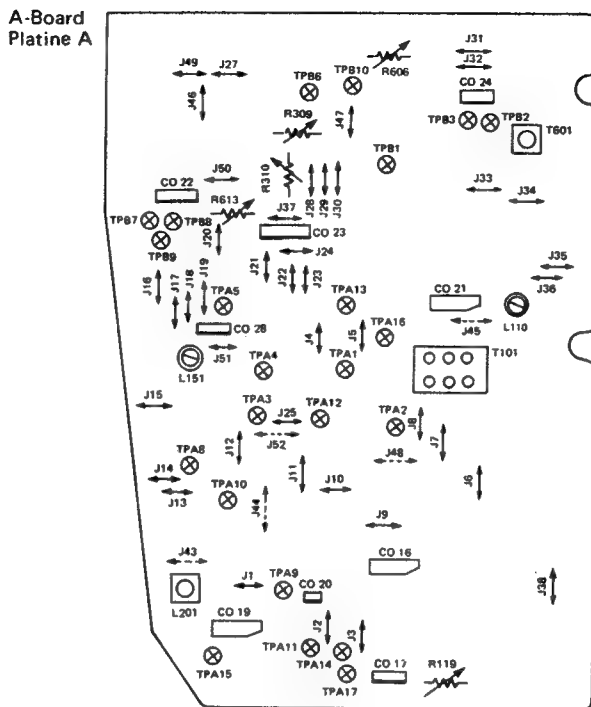 A-Board
Platine A
J31
J32
J49
J27
R606
TPB6
TPB10
CO 24
J46
R309
J47
TPB3
TPB2
T601
TPB1
J50
R310
CO 22
J28
J29
J30
J33
J34
R613
J37
TPB7
TPB8
J20
CO 23
TPB9
J24
J21
J22
J23
J35
J36
J16
J17
J18
J19
TPA5
TPA13
CO 21
L110
CO 28
J4
J5
TPA16
J45
J51
T101
L151
TPA4
TPA1
J15
TPA3
J25
TPA12
TPA2
J8
J7
J12
J52
J48
TPA8
J11
J14
J13
J10
J6
TPA10
J44
J9
J43
CO 16
J1
TPA9
CO 20
J38
L201
CO 19
J2
J3
TPA11
TPA14
TPA15
TPA17
CO 17
R119